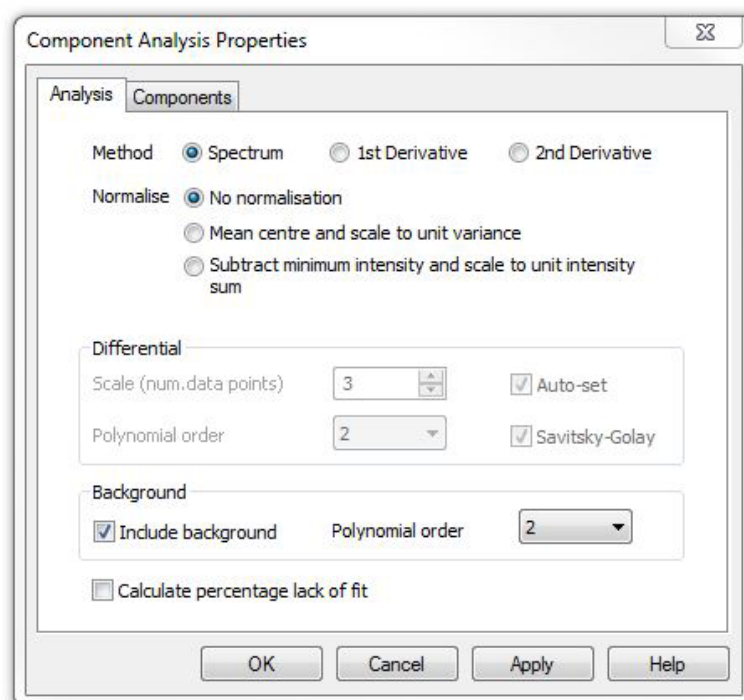 Component Analysis Properties
Analysis Components
Method Spectrum 1st Derivative 2nd Derivative
Normalise No normalisation
Mean centre and scale to unit variance
Subtract minimum intensity and scale to unit intensity
sum
Differential
Scale (num.data points) 3 Auto-set
Polynomial order 2 Savitsky-Golay
Background
Include background Polynomial order 2
Calculate percentage lack of fit
OK Cancel Apply Help